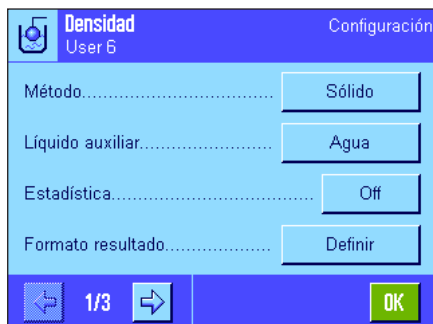 Densidad
Configuración
User 6
Método................................. Sólido
Líquido auxiliar........................ Agua
Estadística.................................... Off
Formato resultado.................... Definir
1/3
OK